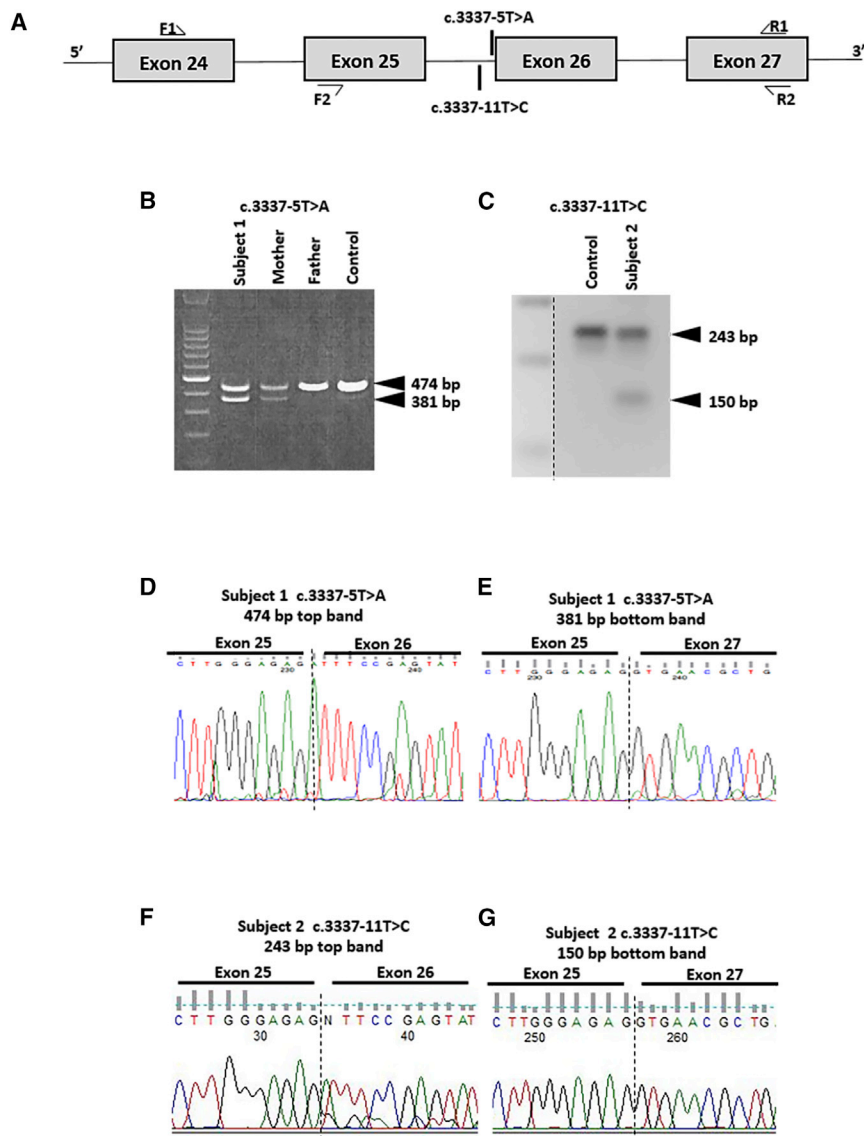 A
c.3337-5T>A
F1
R1
5’
3’
Exon 24
Exon 25
Exon 26
Exon 27
F2
R2
c.3337-11T>C
B
c.3337-5T>A
Subject 1
Mother
Father
Control
474 bp
381 bp
C
c.3337-11T>C
Control
Subject 2
243 bp
150 bp
D
Subject 1 c.3337-5T>A
474 bp top band
Exon 25 Exon 26
C T T G G G A G A G A T T T C C G A G T A T
230 240
E
Subject 1 c.3337-5T>A
381 bp bottom band
Exon 25 Exon 27
C T T G G G A G A G G T G A A C G C T G
230 240
F
Subject 2 c.3337-11T>C
243 bp top band
Exon 25 Exon 26
C T T G G G A G A G N T T C C G A G T A T
30 40
G
Subject 2 c.3337-11T>C
150 bp bottom band
Exon 25 Exon 27
C T T G G G A G A G G T G A A C G C T G
250 260